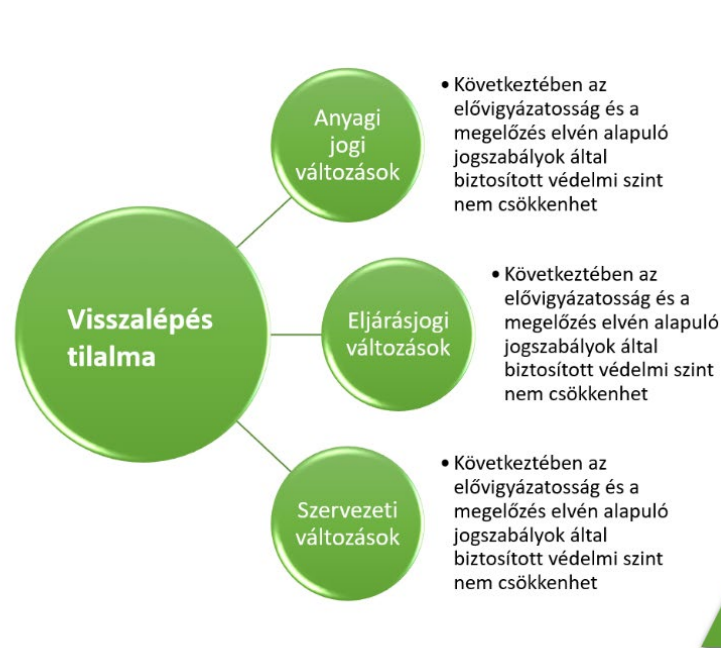 Visszalépés
tilalma
Anyagi
jogi
változások
• Következtében az
elővigyázatosság és a
megelőzés elvén alapuló
jogszabályok által
biztosított védelmi szint
nem csökkenhet
Eljárásjogi
változások
• Következtében az
elővigyázatosság és a
megelőzés elvén alapuló
jogszabályok által
biztosított védelmi szint
nem csökkenhet
Szervezeti
változások
• Következtében az
elővigyázatosság és a
megelőzés elvén alapuló
jogszabályok által
biztosított védelmi szint
nem csökkenhet